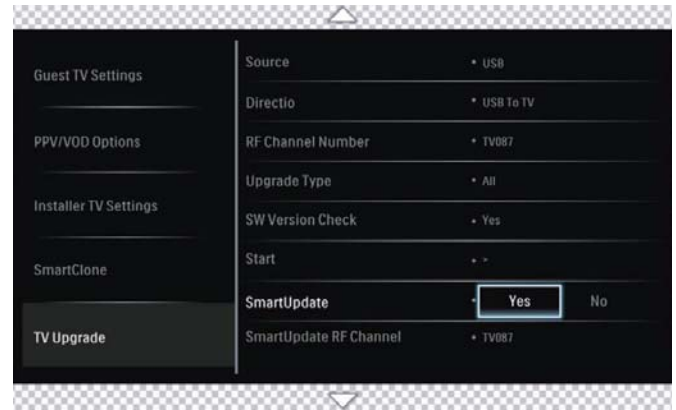 Guest TV Settings
PPV/VOD Options
Installer TV Settings
SmartClone
TV Upgrade
Source • USB
Directio • USB To TV
RF Channel Number • TV087
Upgrade Type • All
SW Version Check • Yes
Start • >
SmartUpdate • Yes No
SmartUpdate RF Channel • TV087